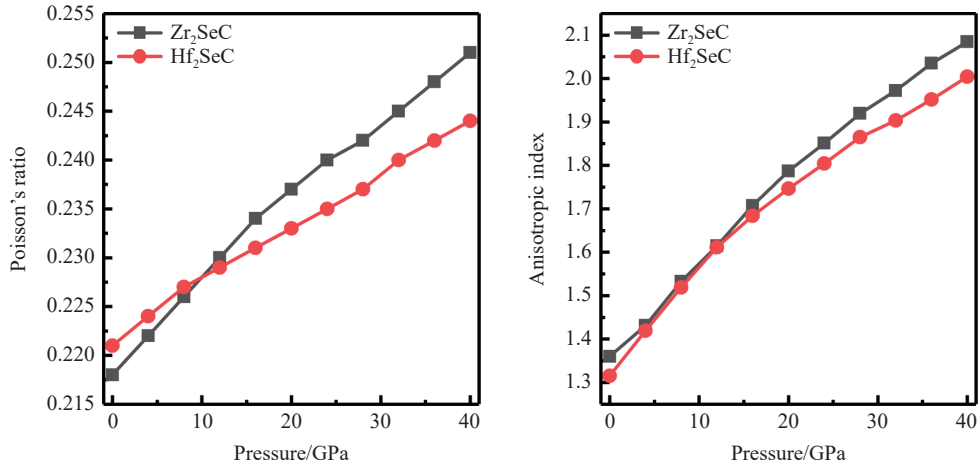 0.255
0.250
0.245
0.240
0.235
0.230
0.225
0.220
0.215
Poisson's ratio
Zr₂SeC
Hf₂SeC
0 10 20 30 40
Pressure/GPa
2.1
2.0
1.9
1.8
1.7
1.6
1.5
1.4
1.3
Anisotropic index
Zr₂SeC
Hf₂SeC
0 10 20 30 40
Pressure/GPa